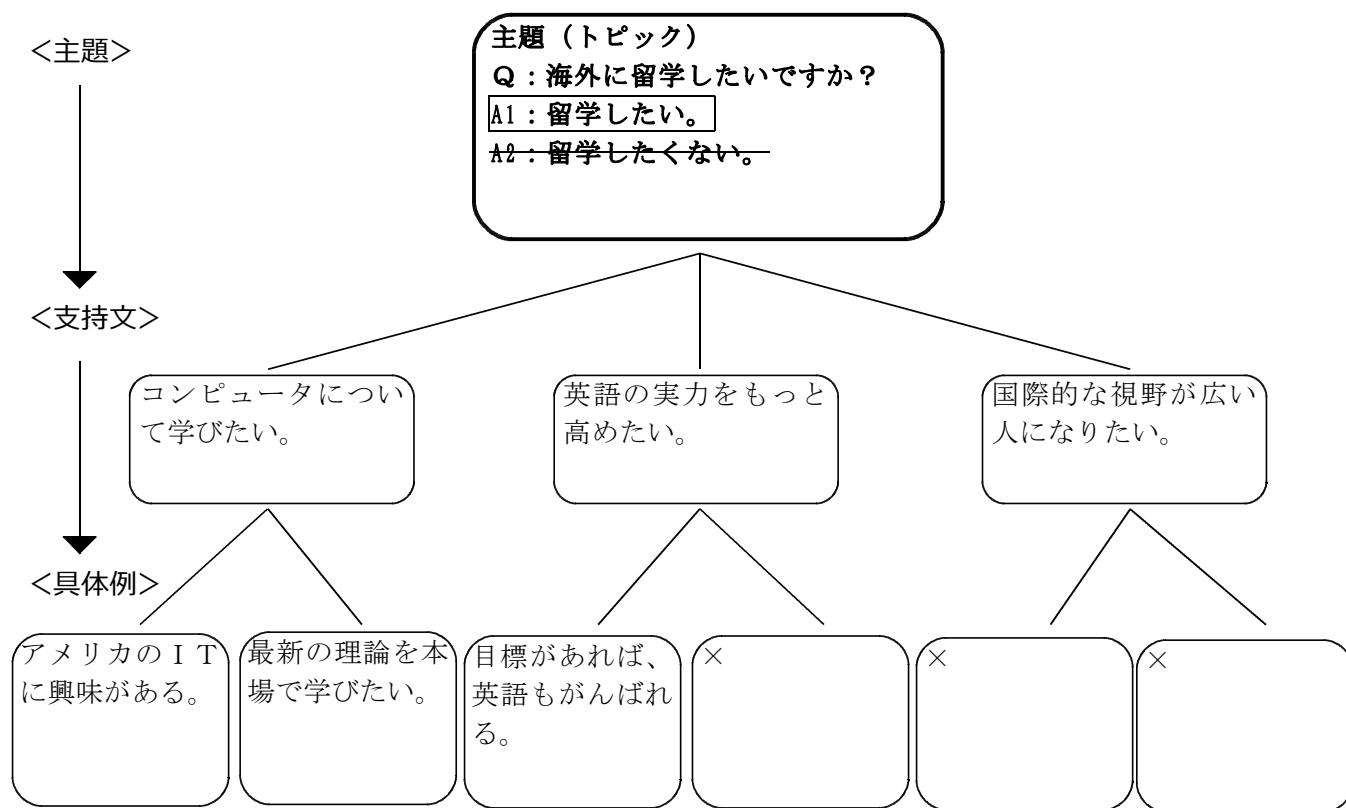 <主題>
主題（トピック）
Q：海外に留学したいですか？
A1：留学したい。
A2：留学したくない。
<支持文>
コンピュータについ
て学びたい。
英語の実力をもっと
高めたい。
国際的な視野が広い
人になりたい。
<具体例>
アメリカのＩＴ
に興味がある。
最新の理論を本
場で学びたい。
目標があれば、
英語もがんばれ
る。
×
×
×